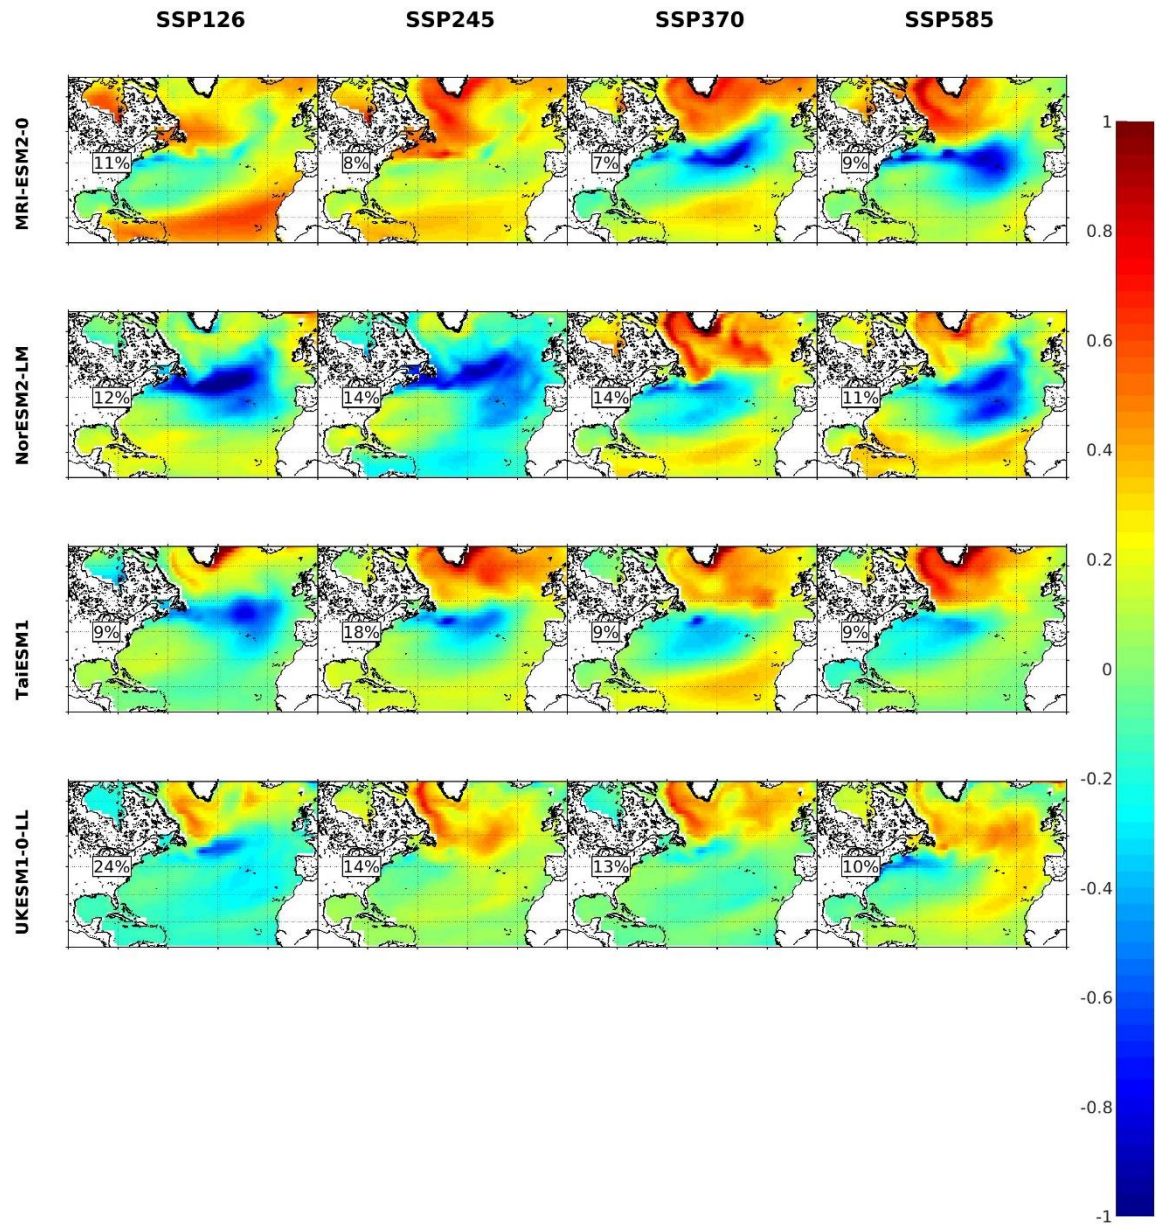 SSP126 SSP245 SSP370 SSP585
MRI-ESM2-0
11% 8% 7% 9%
NorESM2-LM
12% 14% 14% 11%
TaiESM1
9% 18% 9% 9%
UKESM1-0-LL
24% 14% 13% 10%
1
0.8
0.6
0.4
0.2
0
-0.2
-0.4
-0.6
-0.8
-1